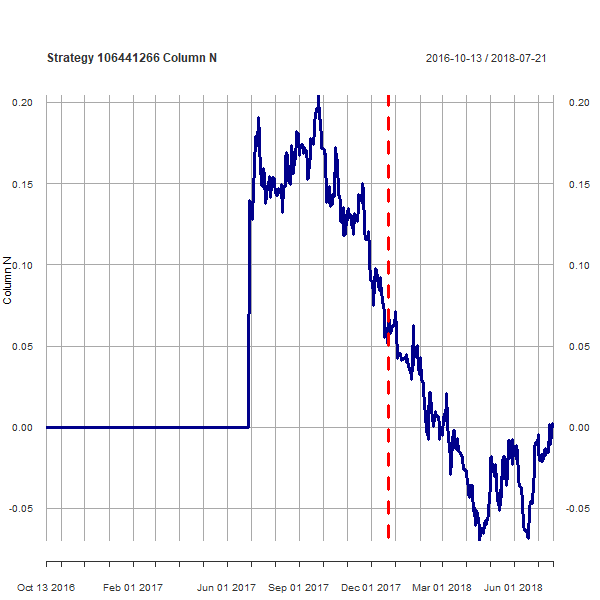 Strategy 106441266 Column N 2016-10-13 / 2018-07-21
0.20 0.20
0.15 0.15
0.10 0.10
Column N
0.05 0.05
0.00 0.00
-0.05 -0.05
Oct 13 2016 Feb 01 2017 Jun 01 2017 Sep 01 2017 Dec 01 2017 Mar 01 2018 Jun 01 2018